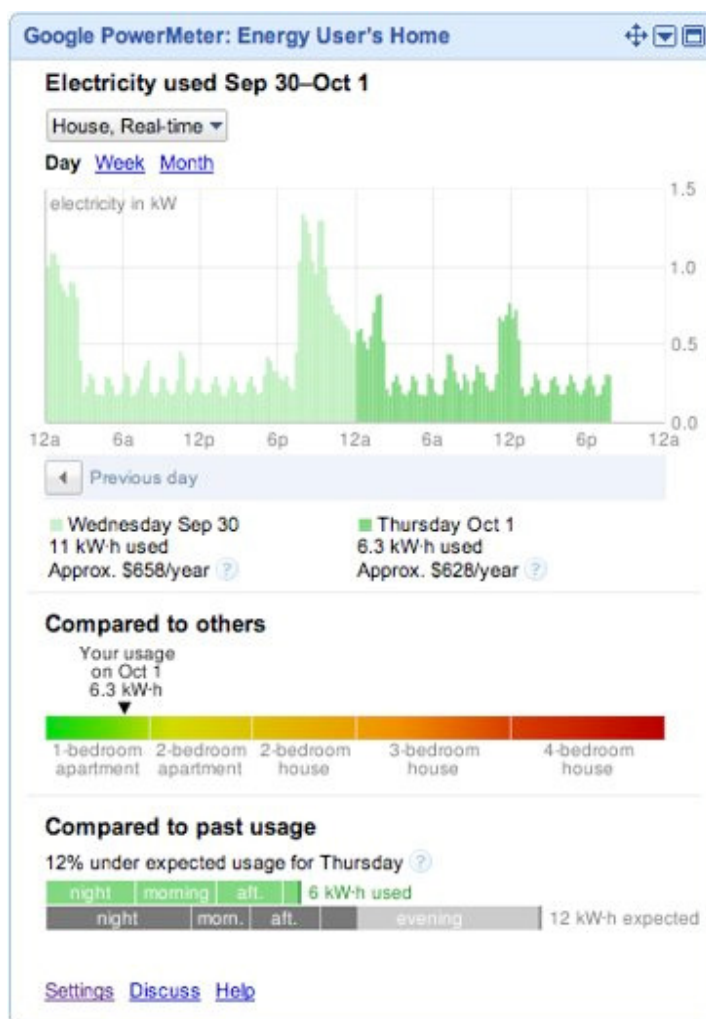 Google PowerMeter: Energy User's Home
Electricity used Sep 30–Oct 1
House, Real-time
Day Week Month
electricity in kW
1.5
1.0
0.5
0.0
12a 6a 12p 6p 12a 6a 12p 6p 12a
Previous day
Wednesday Sep 30 Thursday Oct 1
11 kW·h used 6.3 kW·h used
Approx. $658/year ? Approx. $628/year ?
Compared to others
Your usage
on Oct 1
6.3 kW·h
1-bedroom 2-bedroom 2-bedroom 3-bedroom 4-bedroom
apartment apartment house house house
Compared to past usage
12% under expected usage for Thursday ?
night morning aft. 6 kW·h used
night morn. aft. evening 12 kW·h expected
Settings Discuss Help